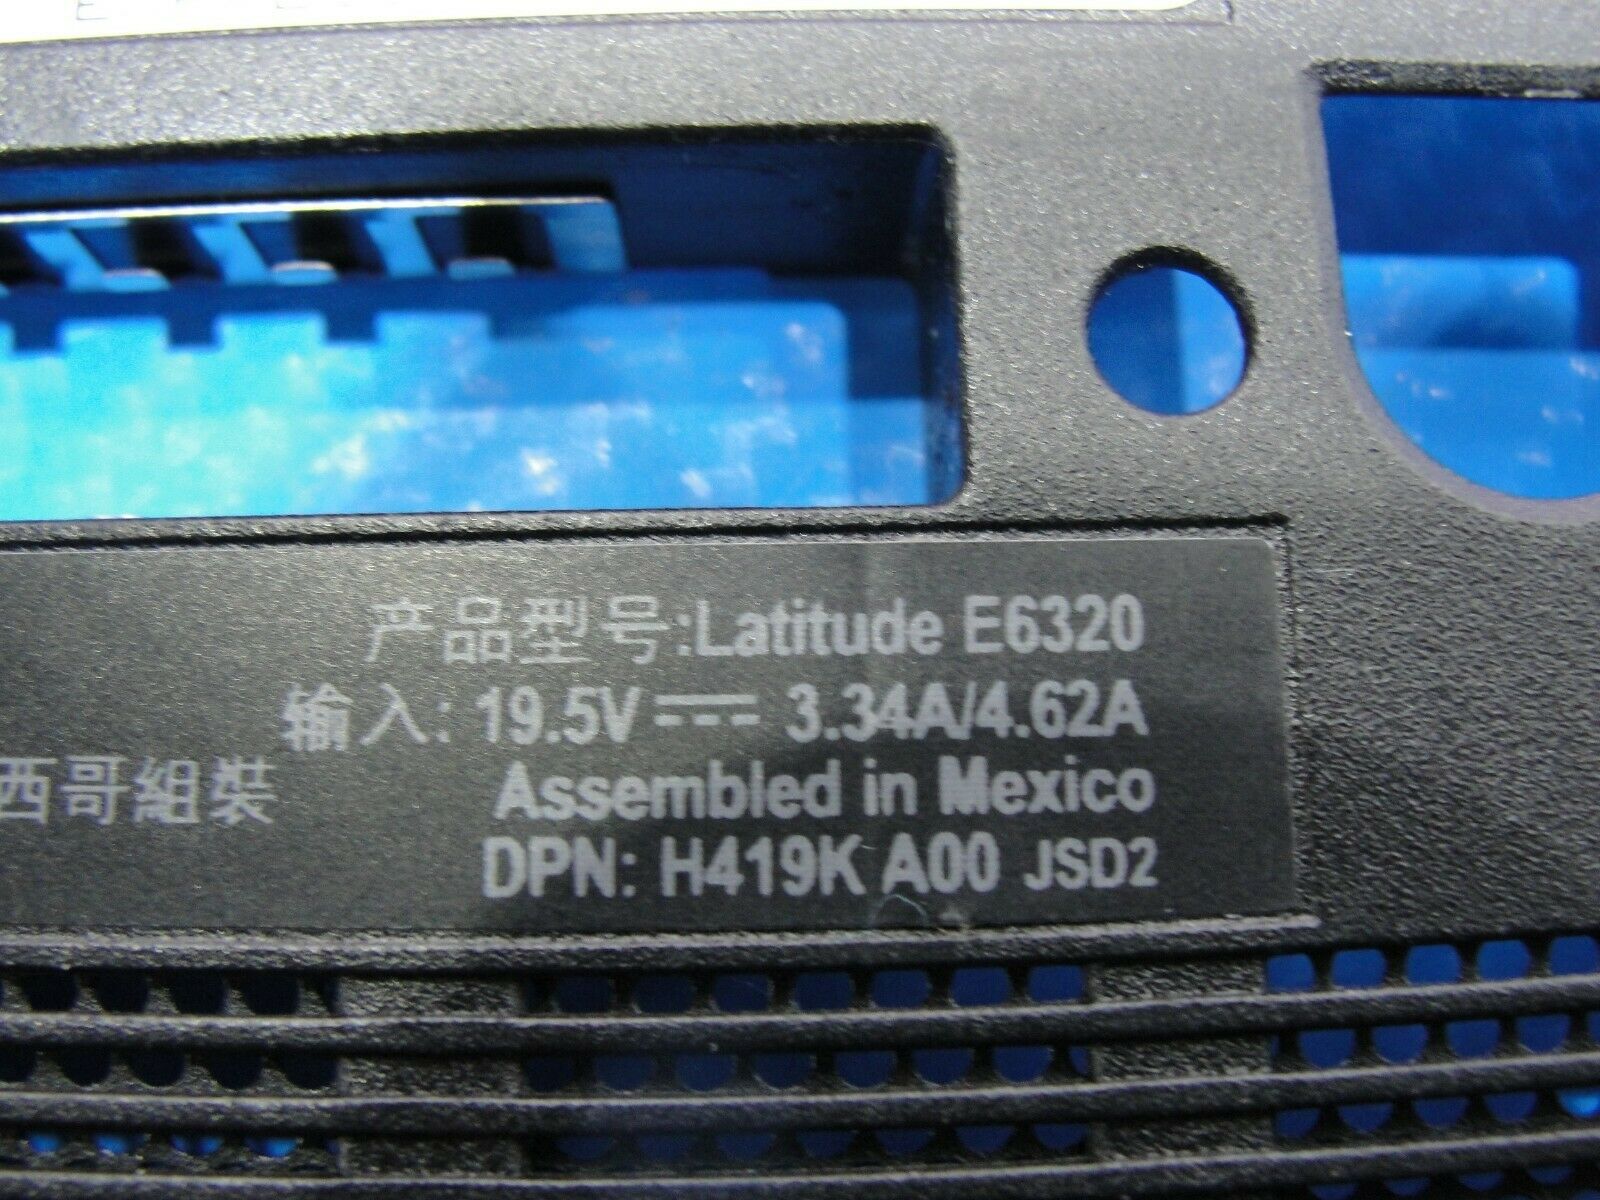 产品型号:Latitude E6320
输入: 19.5V ⎓ 3.34A/4.62A
西哥組裝 Assembled in Mexico
DPN: H419K A00 JSD2